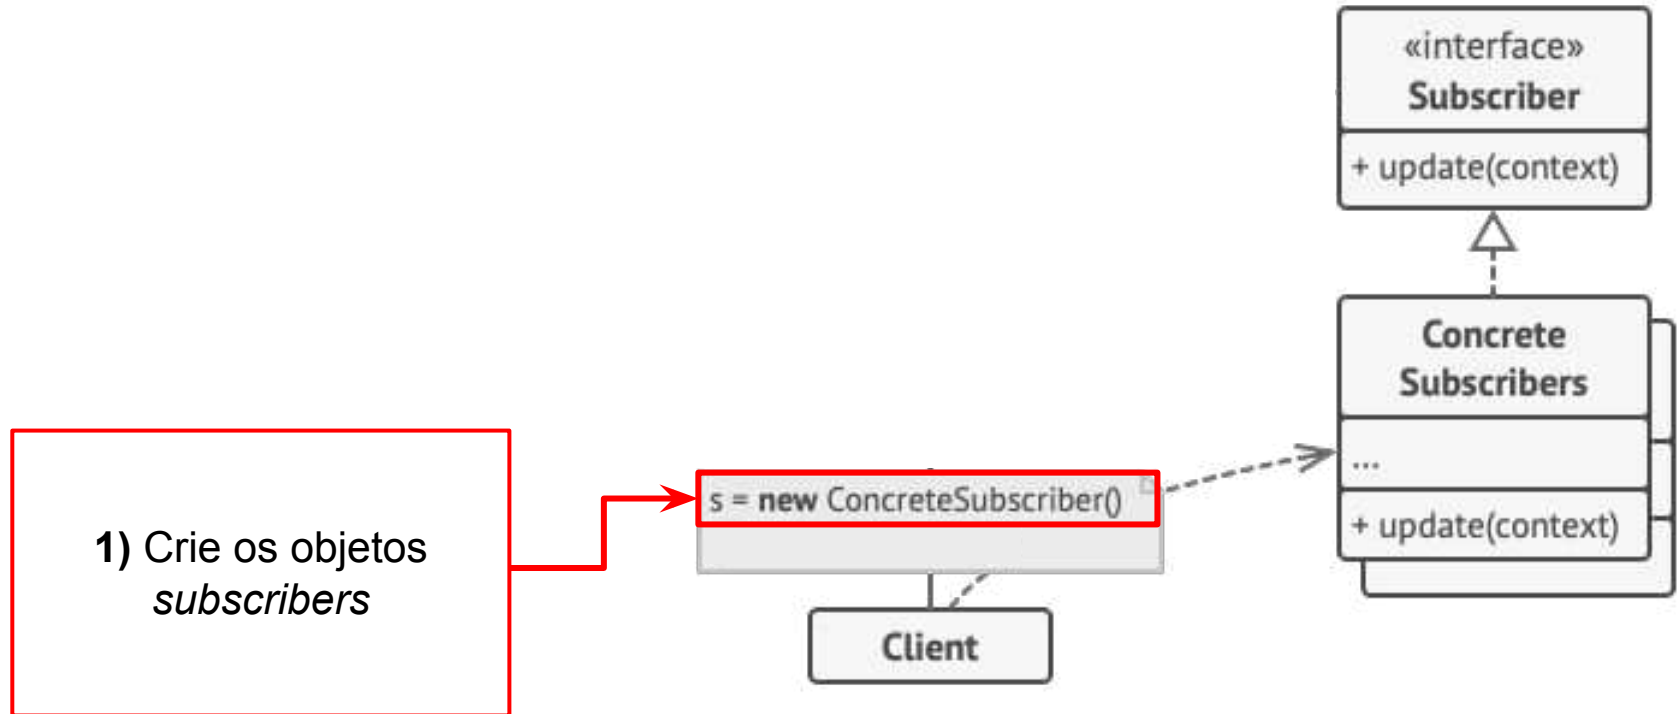 «interface»
Subscriber
+ update(context)
Concrete
Subscribers
...
+ update(context)
s = new ConcreteSubscriber()
1) Crie os objetos
subscribers
Client